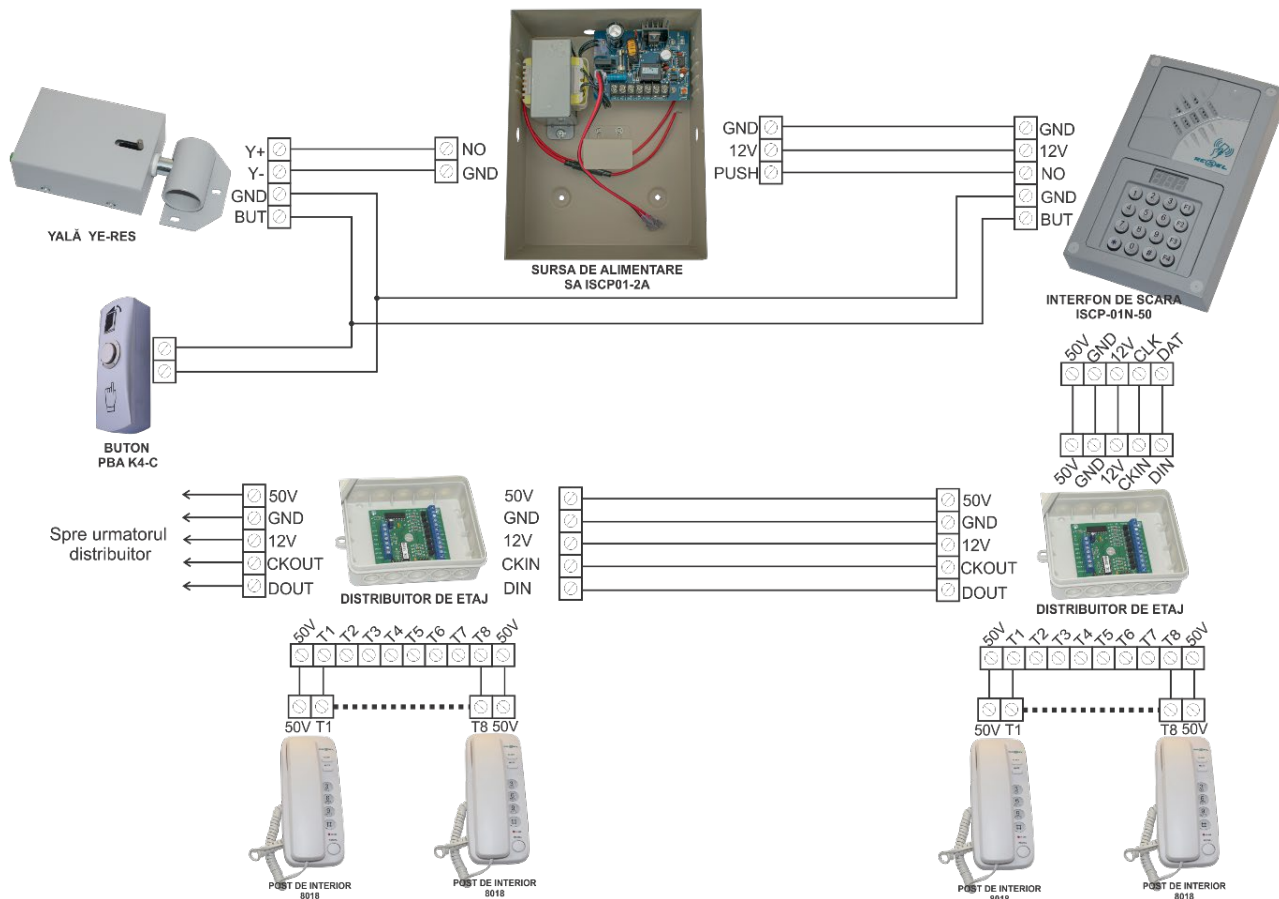 Y+
Y-
GND
BUT
NO
GND
GND
12V
PUSH
GND
12V
NO
GND
BUT
YALĂ YE-RES
SURSA DE ALIMENTARE
SA ISCP01-2A
INTERFON DE SCARA
ISCP-01N-50
BUTON
PBA K4-C
50V
GND
12V
CLK
DAT
50V
GND
12V
CKIN
DIN
Spre urmatorul
distribuitor
50V
GND
12V
CKOUT
DOUT
DISTRIBUITOR DE ETAJ
50V
GND
12V
CKIN
DIN
50V
GND
12V
CKOUT
DOUT
DISTRIBUITOR DE ETAJ
50V T1 T2 T3 T4 T5 T6 T7 T8 50V
50V T1
T8 50V
POST DE INTERIOR
8018
POST DE INTERIOR
8018
50V T1 T2 T3 T4 T5 T6 T7 T8 50V
50V T1
T8 50V
POST DE INTERIOR
8018
POST DE INTERIOR
8018